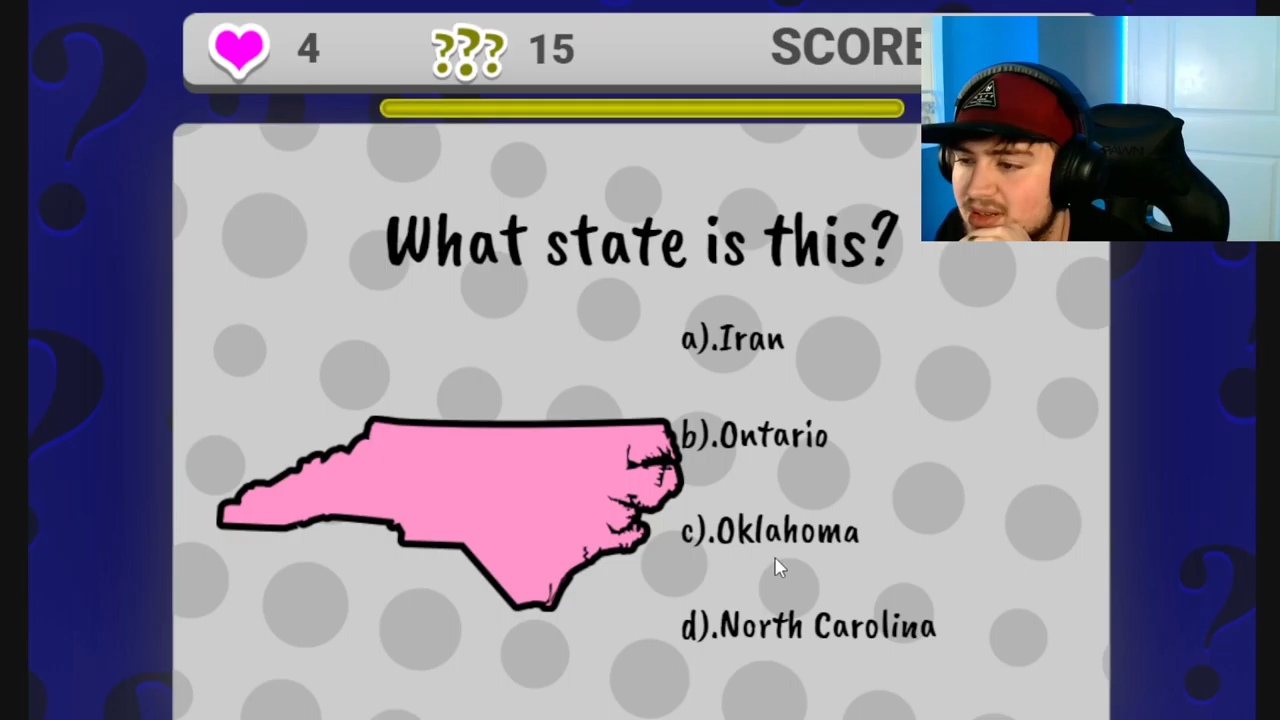 4 ??? 15 SCORE
What state is this?
a).Iran
b).Ontario
c).Oklahoma
d).North Carolina